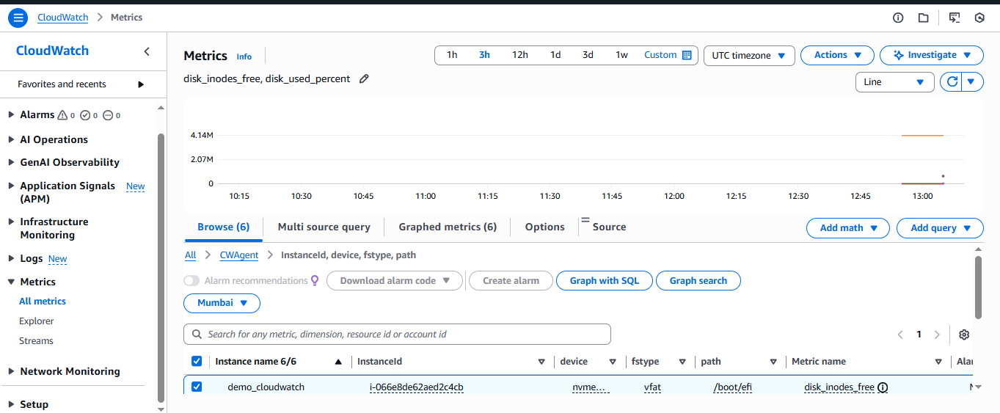 CloudWatch > Metrics
CloudWatch
Favorites and recents
Alarms 0 0 0
AI Operations
GenAI Observability
Application Signals (APM) New
Infrastructure Monitoring
Logs New
Metrics
All metrics
Explorer
Streams
Network Monitoring
Setup
Metrics Info
1h 3h 12h 1d 3d 1w Custom UTC timezone Actions Investigate
disk_inodes_free, disk_used_percent
Line
4.14M
2.07M
0
10:15 10:30 10:45 11:00 11:15 11:30 11:45 12:00 12:15 12:30 12:45 13:00
Browse (6) Multi source query Graphed metrics (6) Options Source Add math Add query
All > CWAgent > InstanceId, device, fstype, path
Alarm recommendations Download alarm code Create alarm Graph with SQL Graph search
Mumbai
Search for any metric, dimension, resource id or account id
1
Instance name 6/6 InstanceId device fstype path Metric name
demo_cloudwatch i-066e8de62aed2c4cb nvme... vfat /boot/efi disk_inodes_free